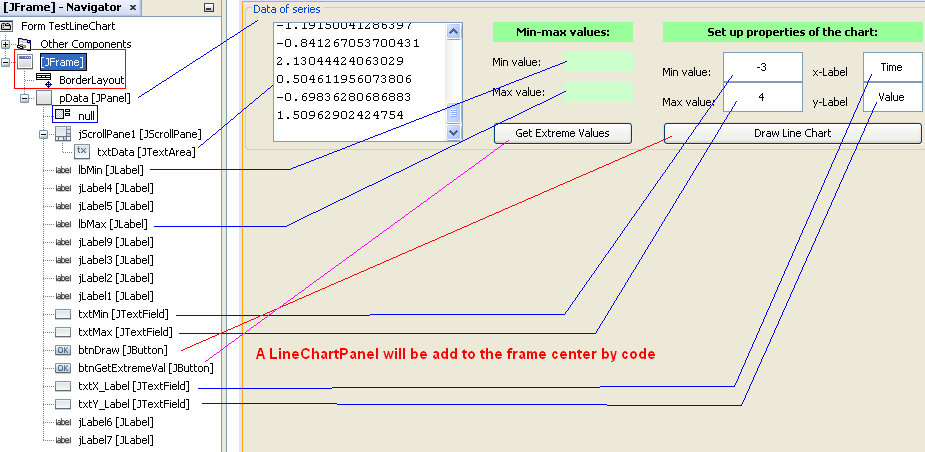 [JFrame] - Navigator
Form TestLineChart
Other Components
[JFrame]
BorderLayout
pData [JPanel]
null
jScrollPane1 [JScrollPane]
txtData [JTextArea]
lbMin [JLabel]
jLabel4 [JLabel]
jLabel5 [JLabel]
lbMax [JLabel]
jLabel9 [JLabel]
jLabel3 [JLabel]
jLabel2 [JLabel]
jLabel1 [JLabel]
txtMin [JTextField]
txtMax [JTextField]
btnDraw [JButton]
btnGetExtremeVal [JButton]
txtX_Label [JTextField]
txtY_Label [JTextField]
jLabel6 [JLabel]
jLabel7 [JLabel]
Data of series
-1.19150041286397
-0.841267053700431
2.13044424063029
0.504611956073806
-0.69836280686883
1.50962902424754
Min-max values:
Min value:
Max value:
Get Extreme Values
Set up properties of the chart:
Min value: -3 x-Label Time
Max value: 4 y-Label Value
Draw Line Chart
A LineChartPanel will be add to the frame center by code